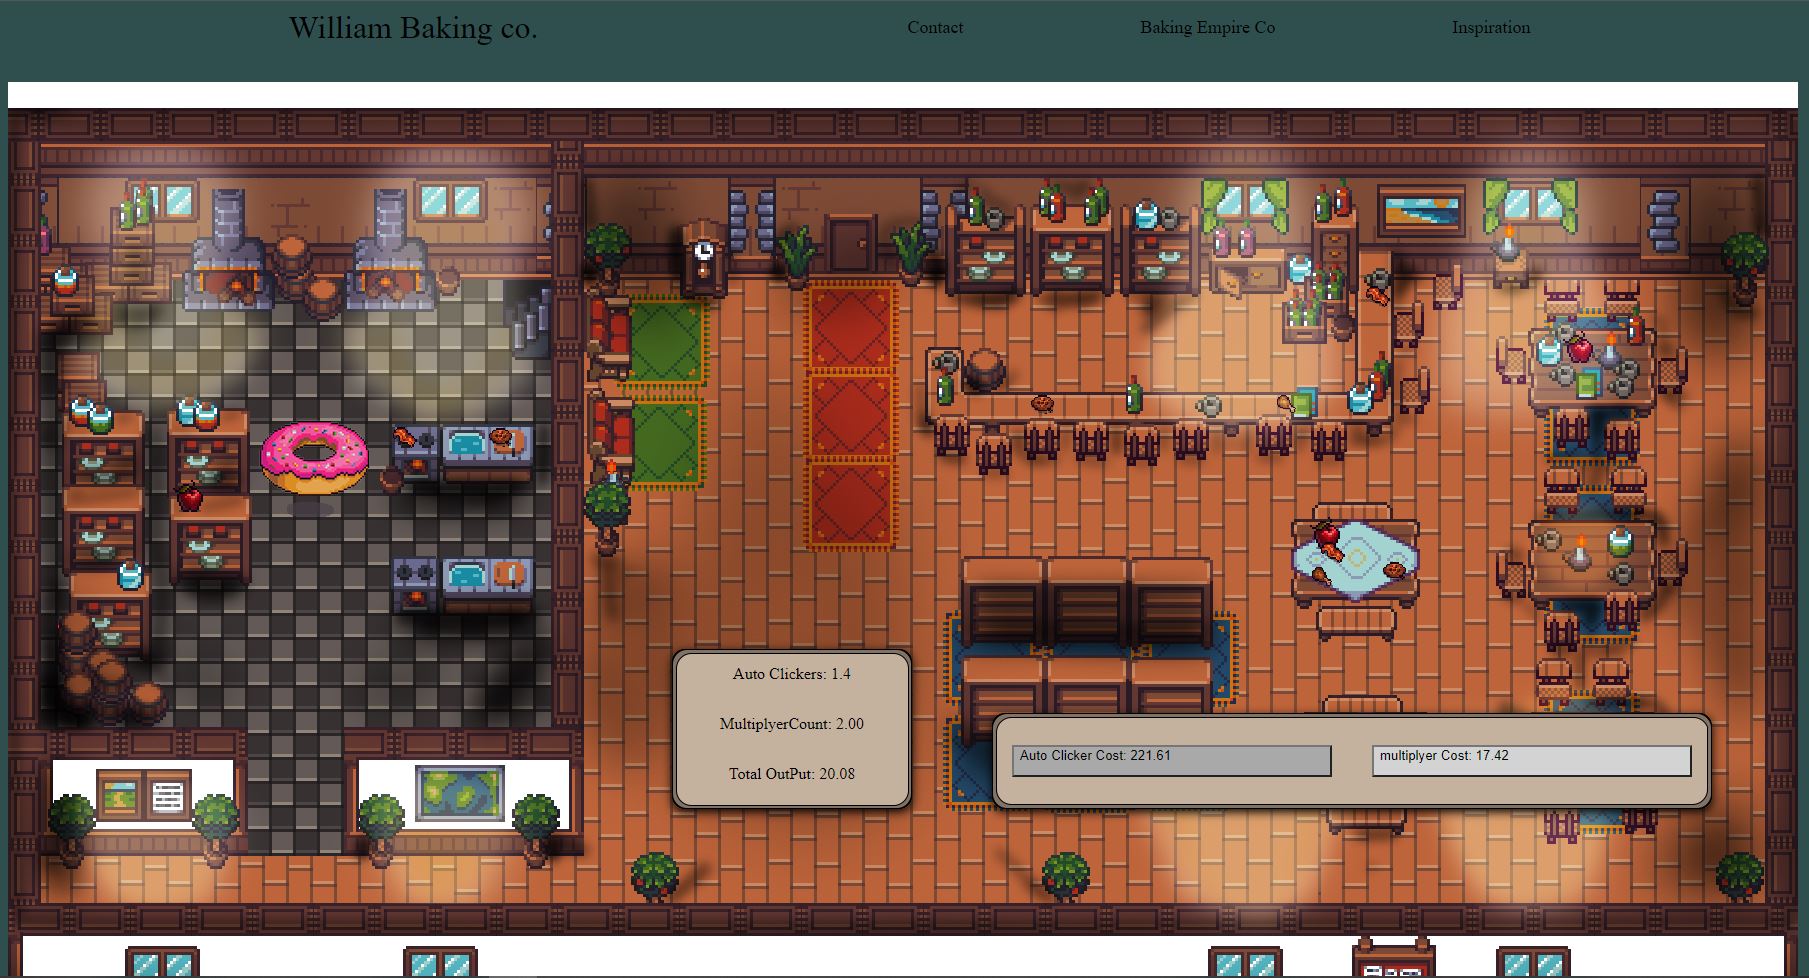 William Baking co.
Contact
Baking Empire Co
Inspiration
Auto Clickers: 1.4
MultiplyerCount: 2.00
Total OutPut: 20.08
Auto Clicker Cost: 221.61
multiplyer Cost: 17.42